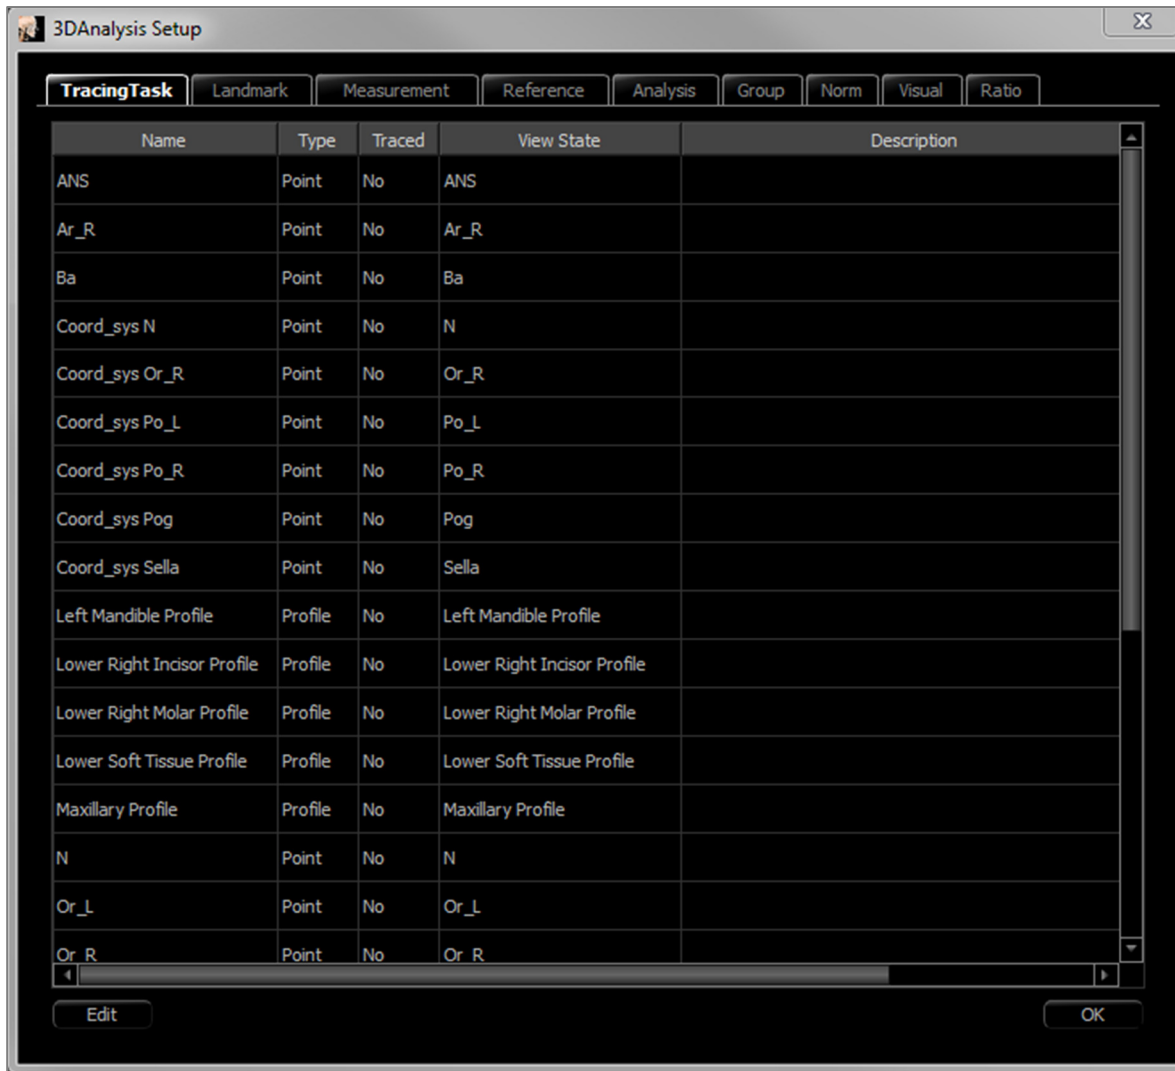 3DAnalysis Setup
TracingTask Landmark Measurement Reference Analysis Group Norm Visual Ratio
Name Type Traced View State Description
ANS Point No ANS
Ar_R Point No Ar_R
Ba Point No Ba
Coord_sys N Point No N
Coord_sys Or_R Point No Or_R
Coord_sys Po_L Point No Po_L
Coord_sys Po_R Point No Po_R
Coord_sys Pog Point No Pog
Coord_sys Sella Point No Sella
Left Mandible Profile Profile No Left Mandible Profile
Lower Right Incisor Profile Profile No Lower Right Incisor Profile
Lower Right Molar Profile Profile No Lower Right Molar Profile
Lower Soft Tissue Profile Profile No Lower Soft Tissue Profile
Maxillary Profile Profile No Maxillary Profile
N Point No N
Or_L Point No Or_L
Or_R Point No Or_R
Edit OK